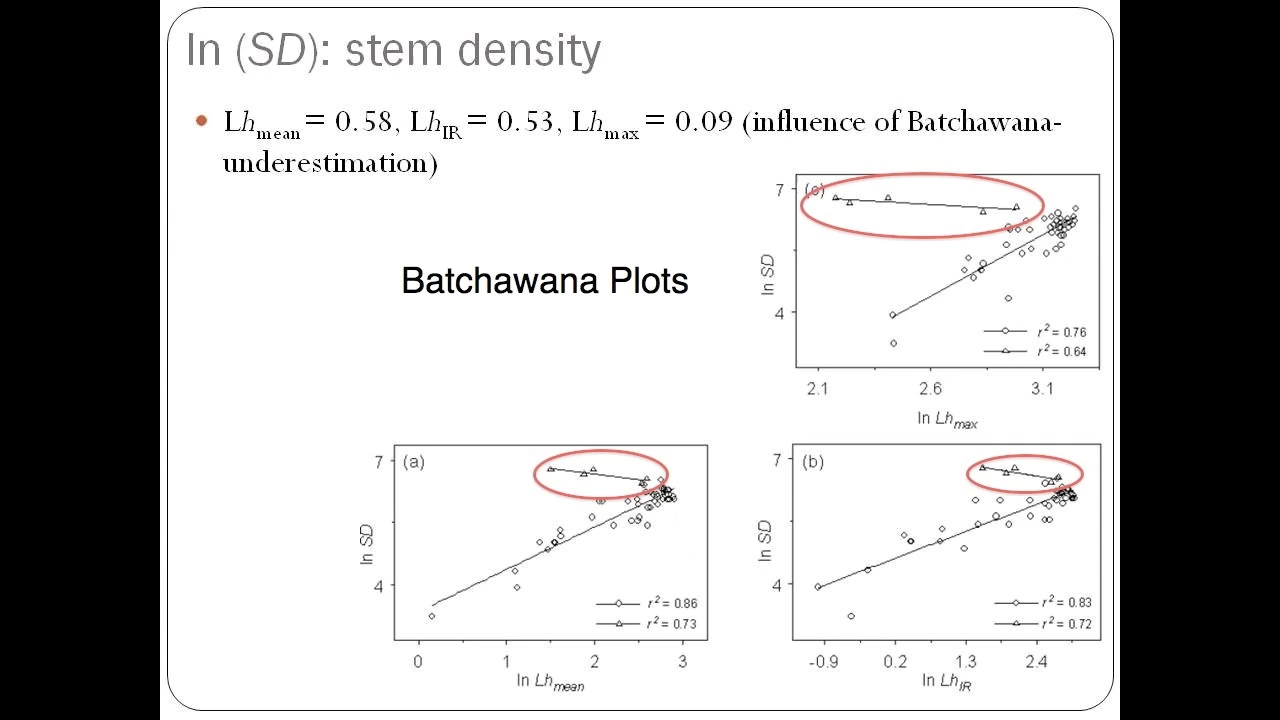 ln (SD): stem density
• Lhmean = 0.58, LhIR = 0.53, Lhmax = 0.09 (influence of Batchawana-
underestimation)
Batchawana Plots
(c)
7
4
ln SD
r² = 0.76
r² = 0.64
2.1 2.6 3.1
ln Lhmax
(a)
7
4
ln SD
r² = 0.86
r² = 0.73
0 1 2 3
ln Lhmean
(b)
7
4
ln SD
r² = 0.83
r² = 0.72
-0.9 0.2 1.3 2.4
ln LhIR